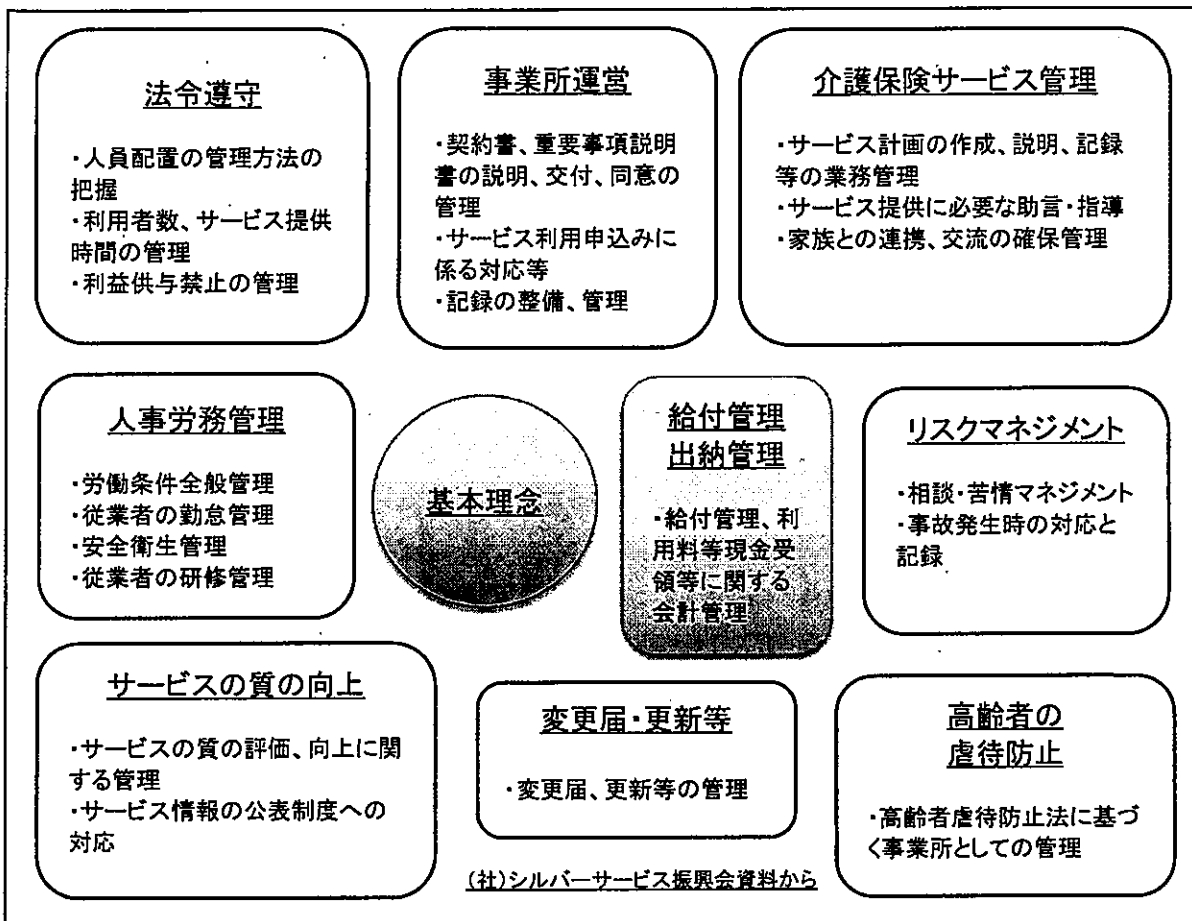 法令遵守
・人員配置の管理方法の
把握
・利用者数、サービス提供
時間の管理
・利益供与禁止の管理
事業所運営
・契約書、重要事項説明
書の説明、交付、同意の
管理
・サービス利用申込みに
係る対応等
・記録の整備、管理
介護保険サービス管理
・サービス計画の作成、説明、記録
等の業務管理
・サービス提供に必要な助言・指導
・家族との連携、交流の確保管理
人事労務管理
・労働条件全般管理
・従業者の勤怠管理
・安全衛生管理
・従業者の研修管理
基本理念
給付管理
出納管理
・給付管理、利
用料等現金受
領等に関する
会計管理
リスクマネジメント
・相談・苦情マネジメント
・事故発生時の対応と
記録
サービスの質の向上
・サービスの質の評価、向上に関
する管理
・サービス情報の公表制度への
対応
変更届・更新等
・変更届、更新等の管理
高齢者の
虐待防止
・高齢者虐待防止法に基づ
く事業所としての管理
(社)シルバーサービス振興会資料から